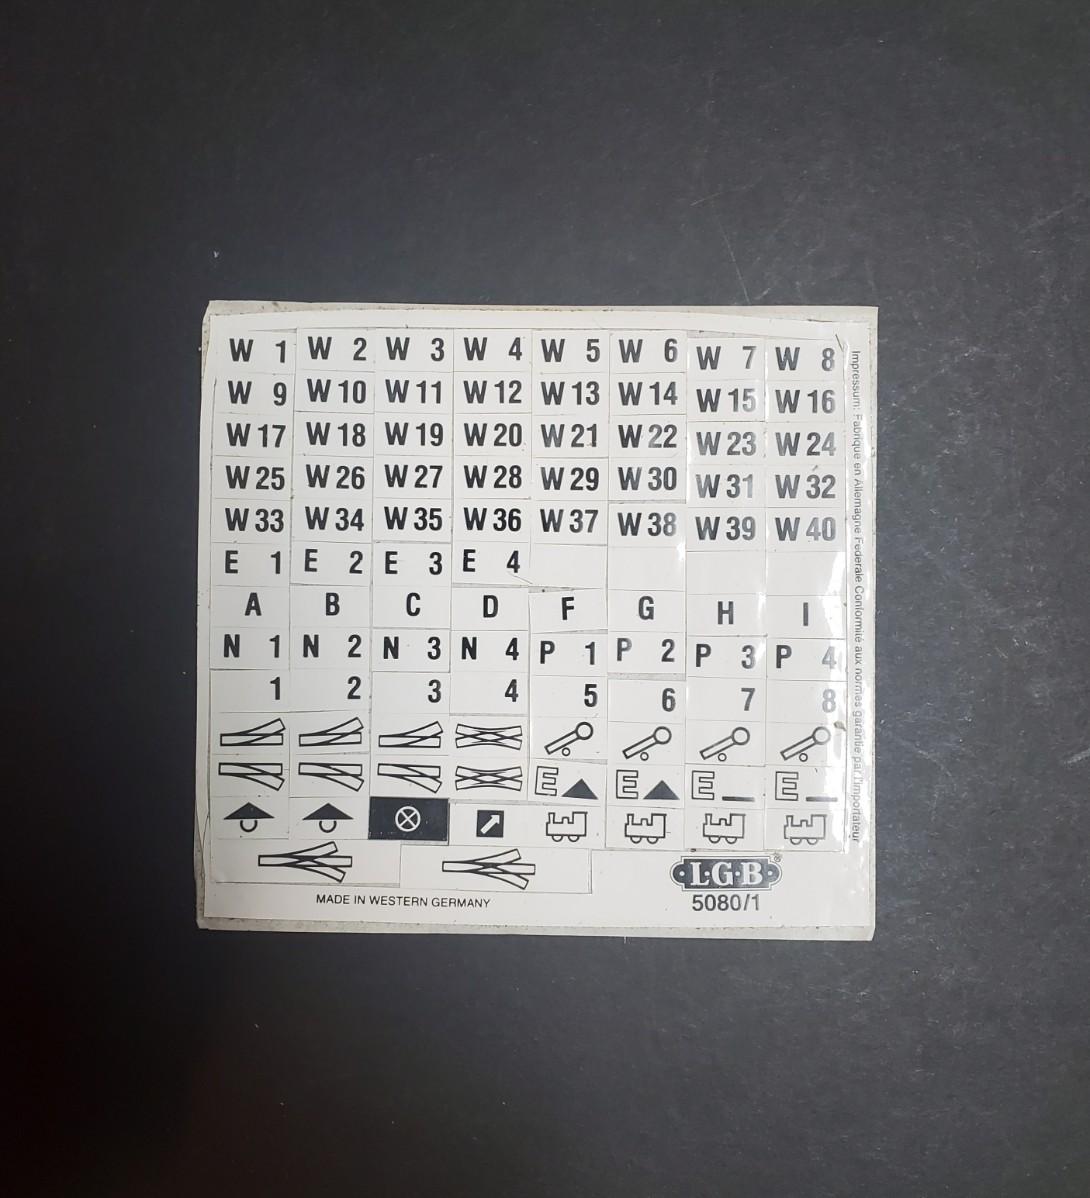 W 1 W 2 W 3 W 4 W 5 W 6 W 7 W 8
W 9 W 10 W 11 W 12 W 13 W 14 W 15 W 16
W 17 W 18 W 19 W 20 W 21 W 22 W 23 W 24
W 25 W 26 W 27 W 28 W 29 W 30 W 31 W 32
W 33 W 34 W 35 W 36 W 37 W 38 W 39 W 40
E 1 E 2 E 3 E 4
A B C D F G H I
N 1 N 2 N 3 N 4 P 1 P 2 P 3 P 4
1 2 3 4 5 6 7 8
E E E E
L·G·B®
5080/1
MADE IN WESTERN GERMANY
Impressum: Fabrique en Allemagne Federale Conformité aux normes garantie par l'importateur